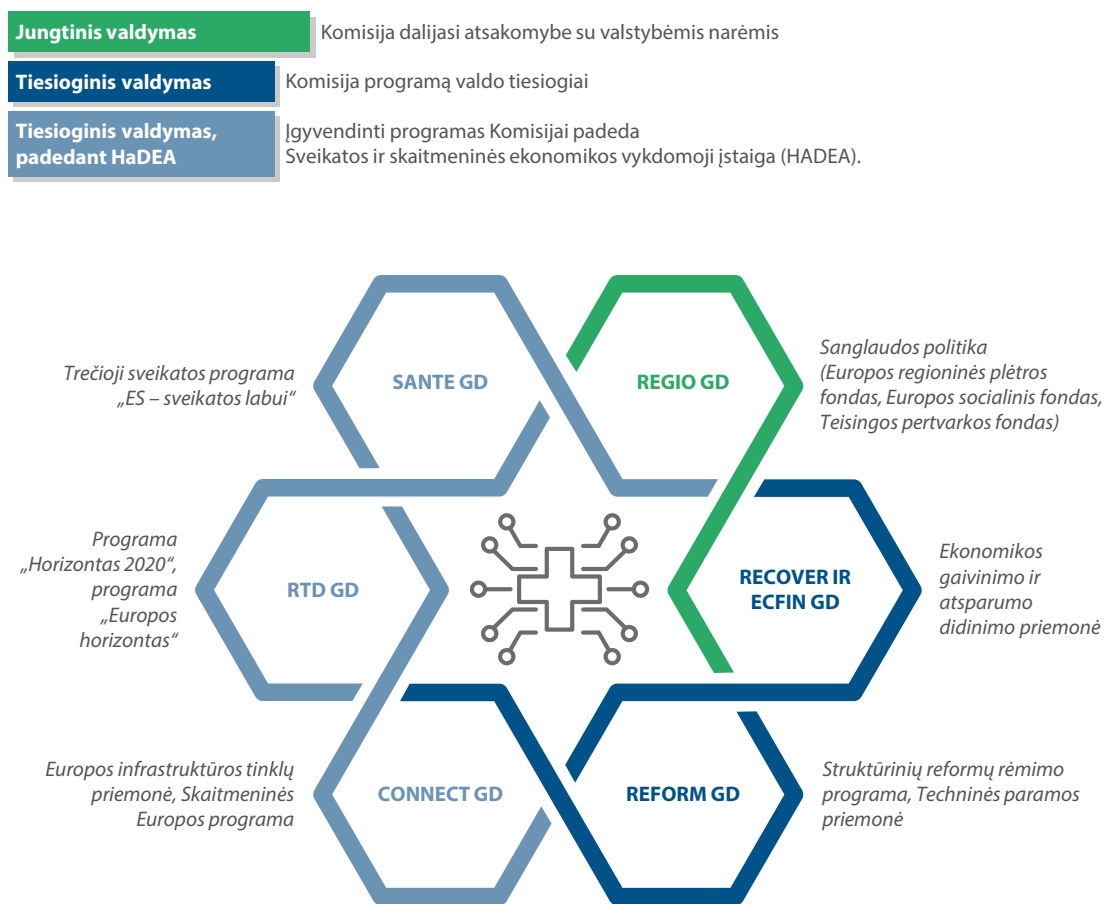 Jungtinis valdymas
Komisija dalijasi atsakomybe su valstybėmis narėmis
Tiesioginis valdymas
Komisija programą valdo tiesiogiai
Tiesioginis valdymas,
padedant HaDEA
Įgyvendinti programas Komisijai padeda
Sveikatos ir skaitmeninės ekonomikos vykdomoji įstaiga (HADEA).
Trečioji sveikatos programa
„ES – sveikatos labui“
SANTE GD
REGIO GD
Sanglaudos politika
(Europos regioninės plėtros
fondas, Europos socialinis fondas,
Teisingos pertvarkos fondas)
Programa
„Horizontas 2020“,
programa
„Europos
horizontas“
RTD GD
RECOVER IR
ECFIN GD
Ekonomikos
gaivinimo ir
atsparumo
didinimo priemonė
Europos infrastruktūros tinklų
priemonė, Skaitmeninės
Europos programa
CONNECT GD
REFORM GD
Struktūrinių reformų rėmimo
programa, Techninės paramos
priemonė